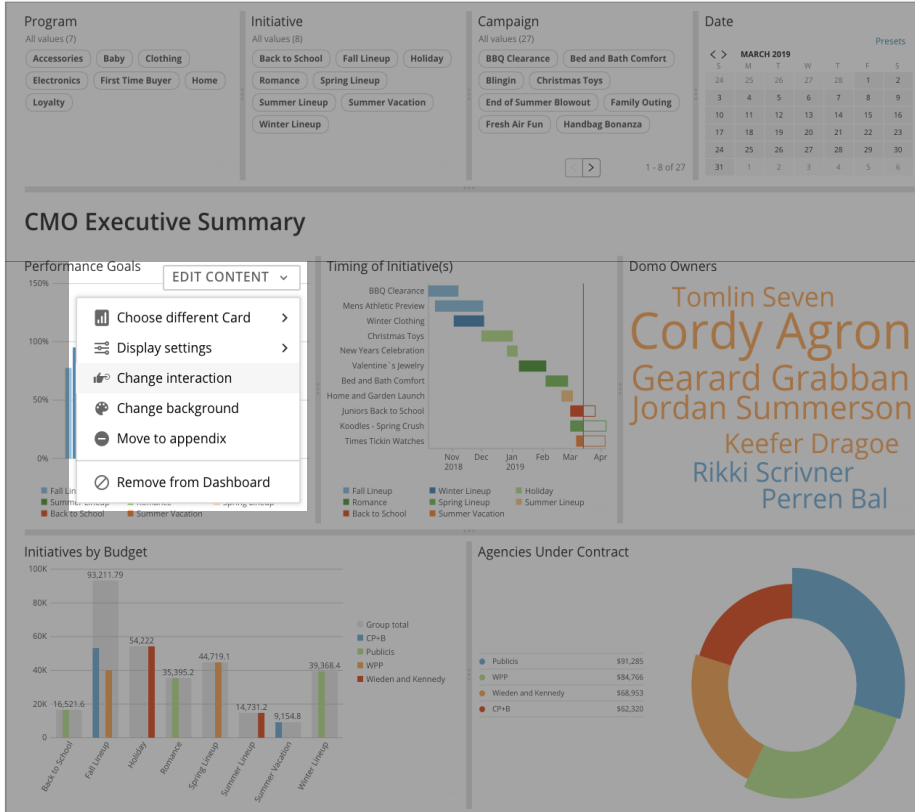 Program
All values (7)
Accessories Baby Clothing
Electronics First Time Buyer Home
Loyalty
Initiative
All values (8)
Back to School Fall Lineup Holiday
Romance Spring Lineup
Summer Lineup Summer Vacation
Winter Lineup
Campaign
All values (27)
BBQ Clearance Bed and Bath Comfort
Blingin Christmas Toys
End of Summer Blowout Family Outing
Fresh Air Fun Handbag Bonanza
< > 1 - 8 of 27
Date
Presets
< > MARCH 2019
S M T W T F S
24 25 26 27 28 1 2
3 4 5 6 7 8 9
10 11 12 13 14 15 16
17 18 19 20 21 22 23
24 25 26 27 28 29 30
31 1 2 3 4 5 6
CMO Executive Summary
Performance Goals
EDIT CONTENT
150%
100%
50%
0%
Choose different Card
Display settings
Change interaction
Change background
Move to appendix
Remove from Dashboard
Back to School Summer Vacation
Timing of Initiative(s)
BBQ Clearance
Mens Athletic Preview
Winter Clothing
Christmas Toys
New Years Celebration
Valentine`s Jewelry
Bed and Bath Comfort
Home and Garden Launch
Juniors Back to School
Koodles - Spring Crush
Times Tickin Watches
Nov Dec Jan Feb Mar Apr
2018 2019
Fall Lineup Winter Lineup Holiday
Romance Spring Lineup Summer Lineup
Back to School Summer Vacation
Domo Owners
Tomlin Seven
Cordy Agron
Gearard Grabban
Jordan Summerson
Keefer Dragoe
Rikki Scrivner
Perren Bal
Initiatives by Budget
100K
80K
60K
40K
20K
0
16,521.6
93,211.79
54,222
35,395.2
44,719.1
14,731.2
9,154.8
39,368.4
Back to School
Fall Lineup
Holiday
Romance
Spring Lineup
Summer Lineup
Summer Vacation
Winter Lineup
Group total
CP+B
Publicis
WPP
Wieden and Kennedy
Agencies Under Contract
Publicis $91,285
WPP $84,766
Wieden and Kennedy $68,953
CP+B $62,320